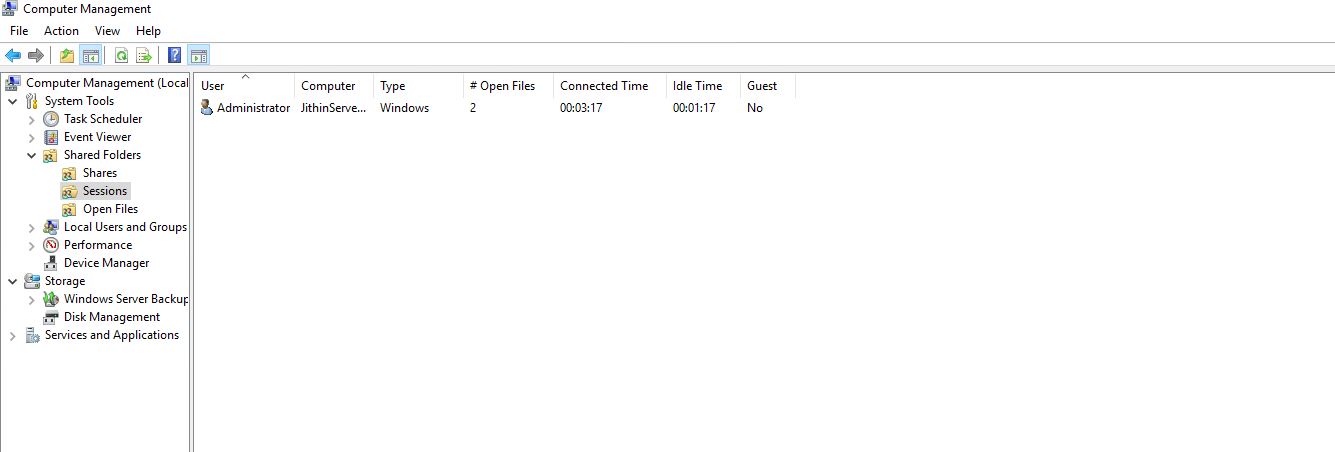 Computer Management
File Action View Help
Computer Management (Local
System Tools
Task Scheduler
Event Viewer
Shared Folders
Shares
Sessions
Open Files
Local Users and Groups
Performance
Device Manager
Storage
Windows Server Backup
Disk Management
Services and Applications
User Computer Type # Open Files Connected Time Idle Time Guest
Administrator JithinServe... Windows 2 00:03:17 00:01:17 No